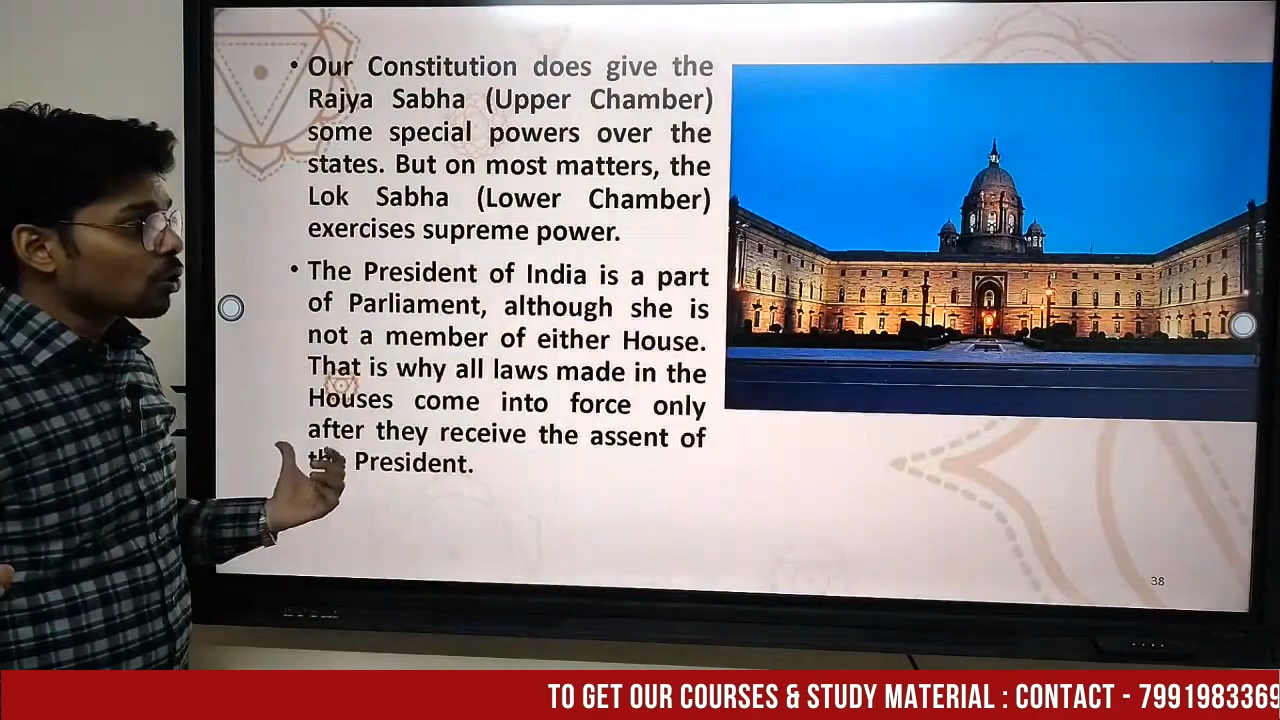 • Our Constitution does give the
Rajya Sabha (Upper Chamber)
some special powers over the
states. But on most matters, the
Lok Sabha (Lower Chamber)
exercises supreme power.
• The President of India is a part
of Parliament, although she is
not a member of either House.
That is why all laws made in the
Houses come into force only
after they receive the assent of
the President.
38
TO GET OUR COURSES & STUDY MATERIAL : CONTACT - 7991983369